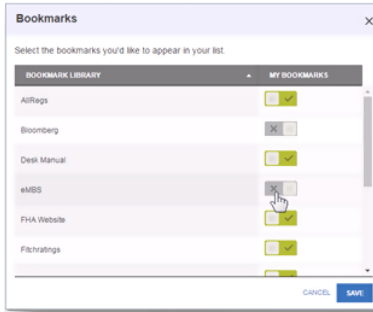 Bookmarks
Select the bookmarks you'd like to appear in your list.
BOOKMARK LIBRARY MY BOOKMARKS
AllRegs
Bloomberg
Desk Manual
eMBS
FHA Website
Fitchratings
CANCEL SAVE